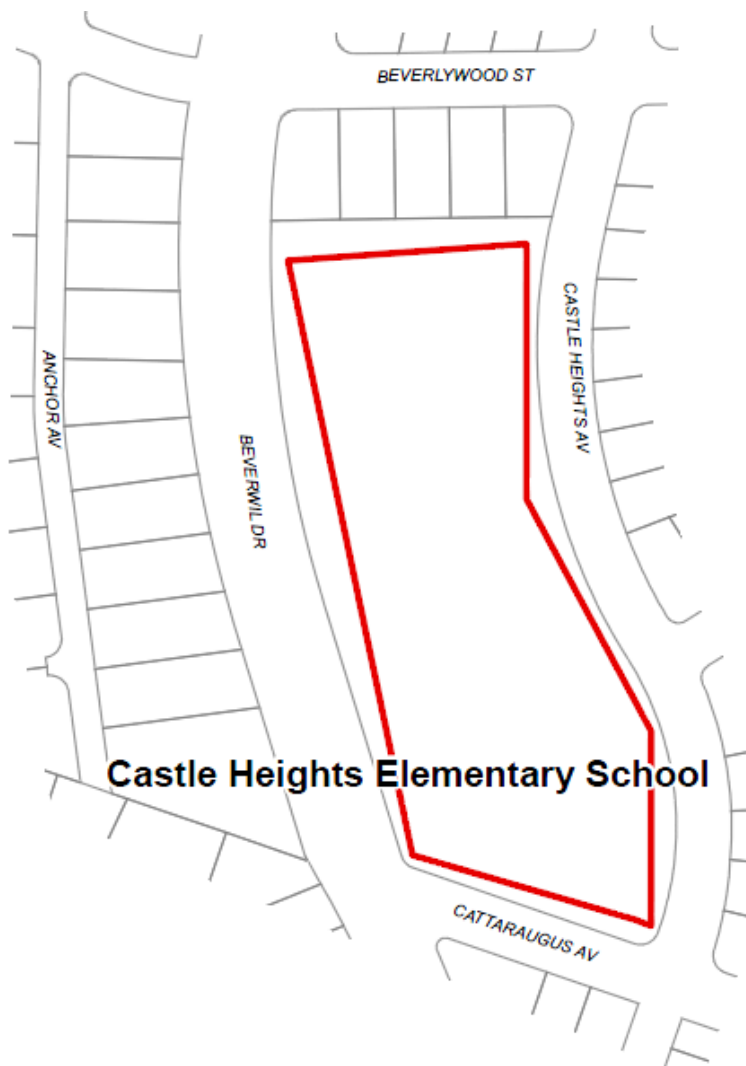 BEVERLYWOOD ST
CASTLE HEIGHTS AV
ANCHOR AV
BEVERWIL DR
Castle Heights Elementary School
CATTARAUGUS AV